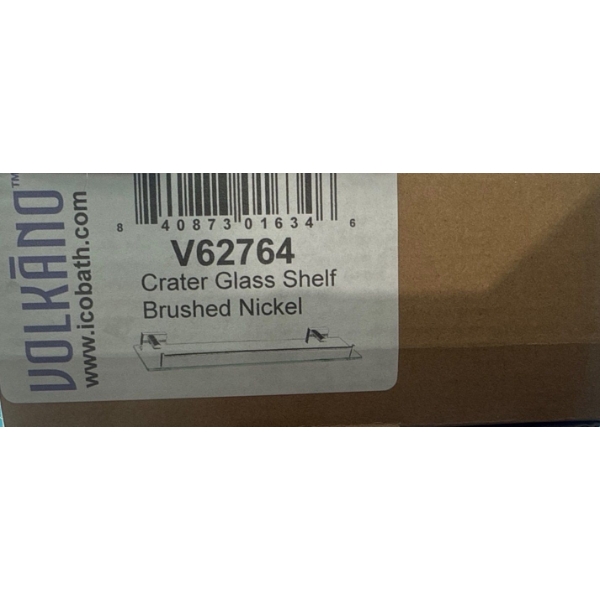 VOLKĀNO™
www.icobath.com
8 40873 01634 6
V62764
Crater Glass Shelf
Brushed Nickel